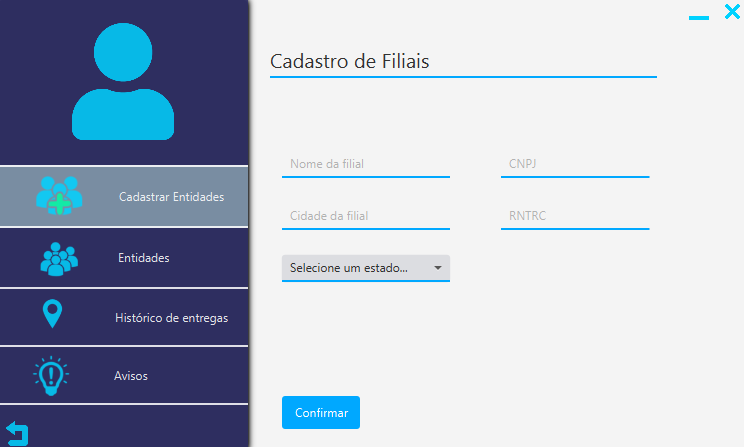 Cadastro de Filiais
Nome da filial
CNPJ
Cadastrar Entidades
Cidade da filial
RNTRC
Entidades
Selecione um estado...
Histórico de entregas
Avisos
Confirmar